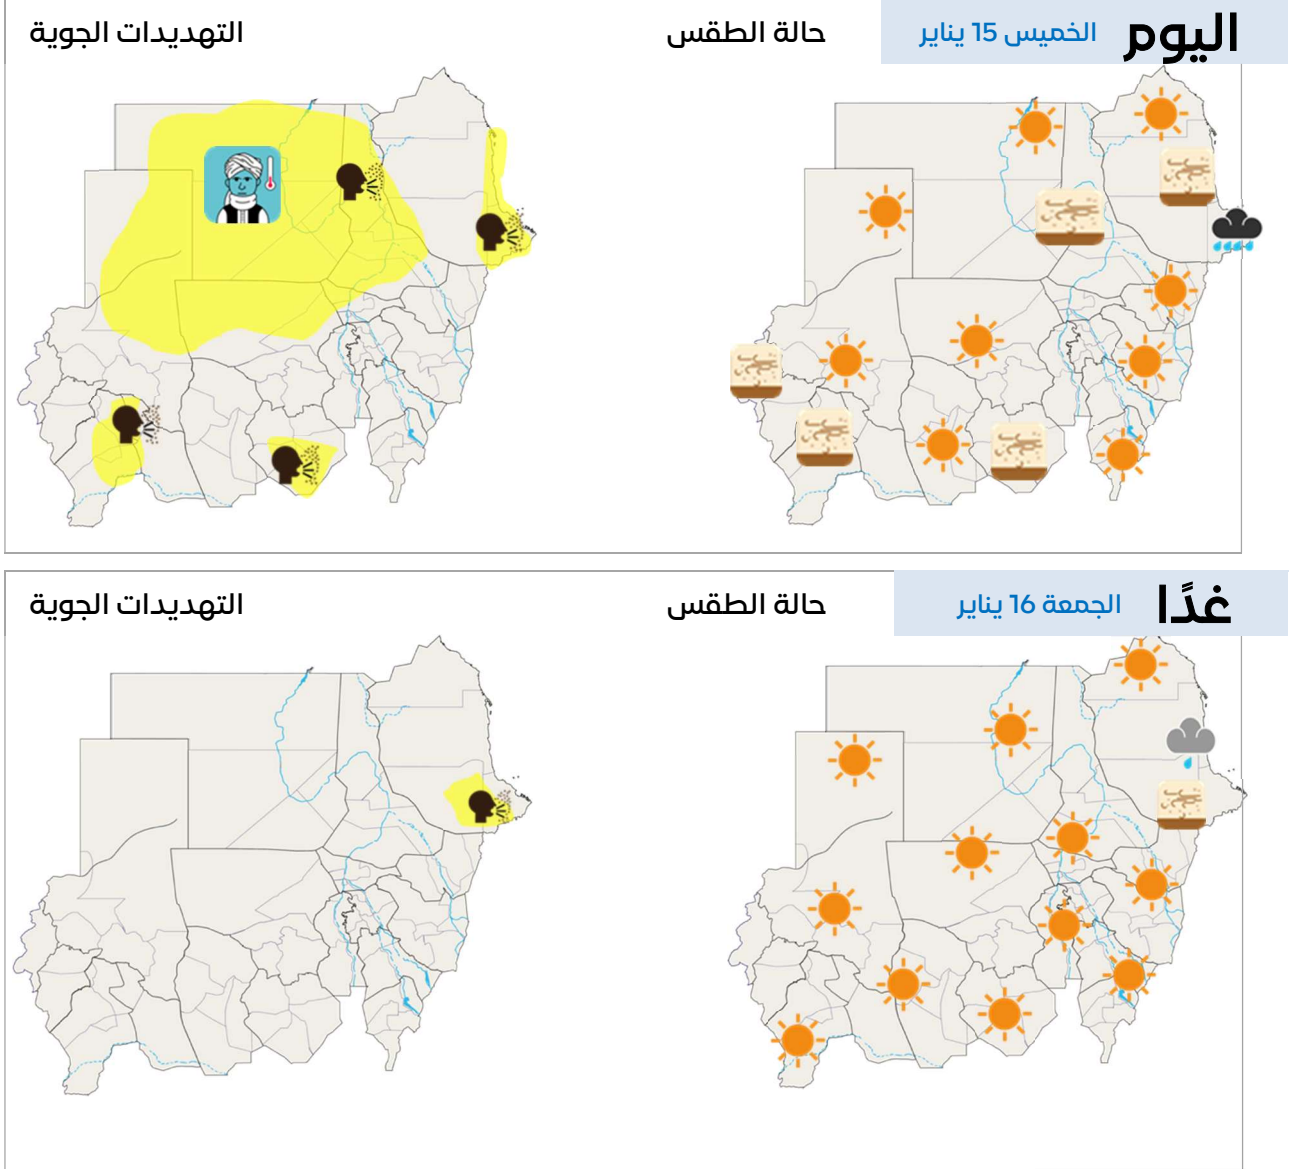 اليوم الخميس 15 يناير
حالة الطقس
التهديدات الجوية
غدًا الجمعة 16 يناير
حالة الطقس
التهديدات الجوية